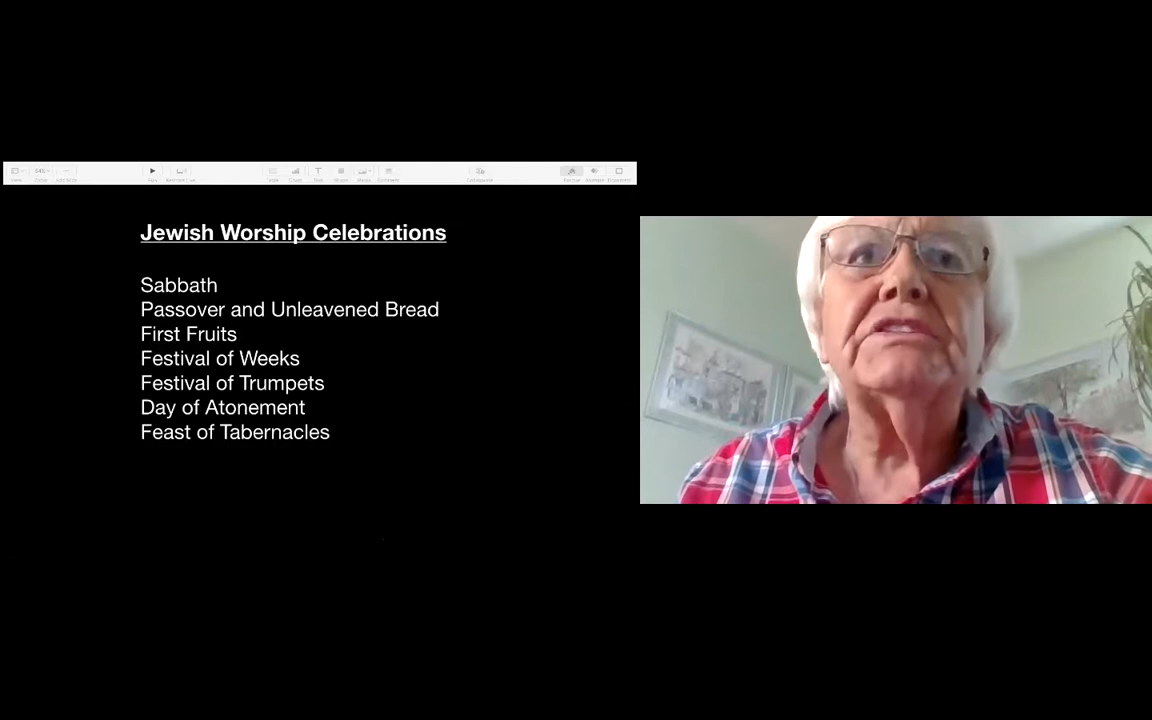 Jewish Worship Celebrations
Sabbath
Passover and Unleavened Bread
First Fruits
Festival of Weeks
Festival of Trumpets
Day of Atonement
Feast of Tabernacles